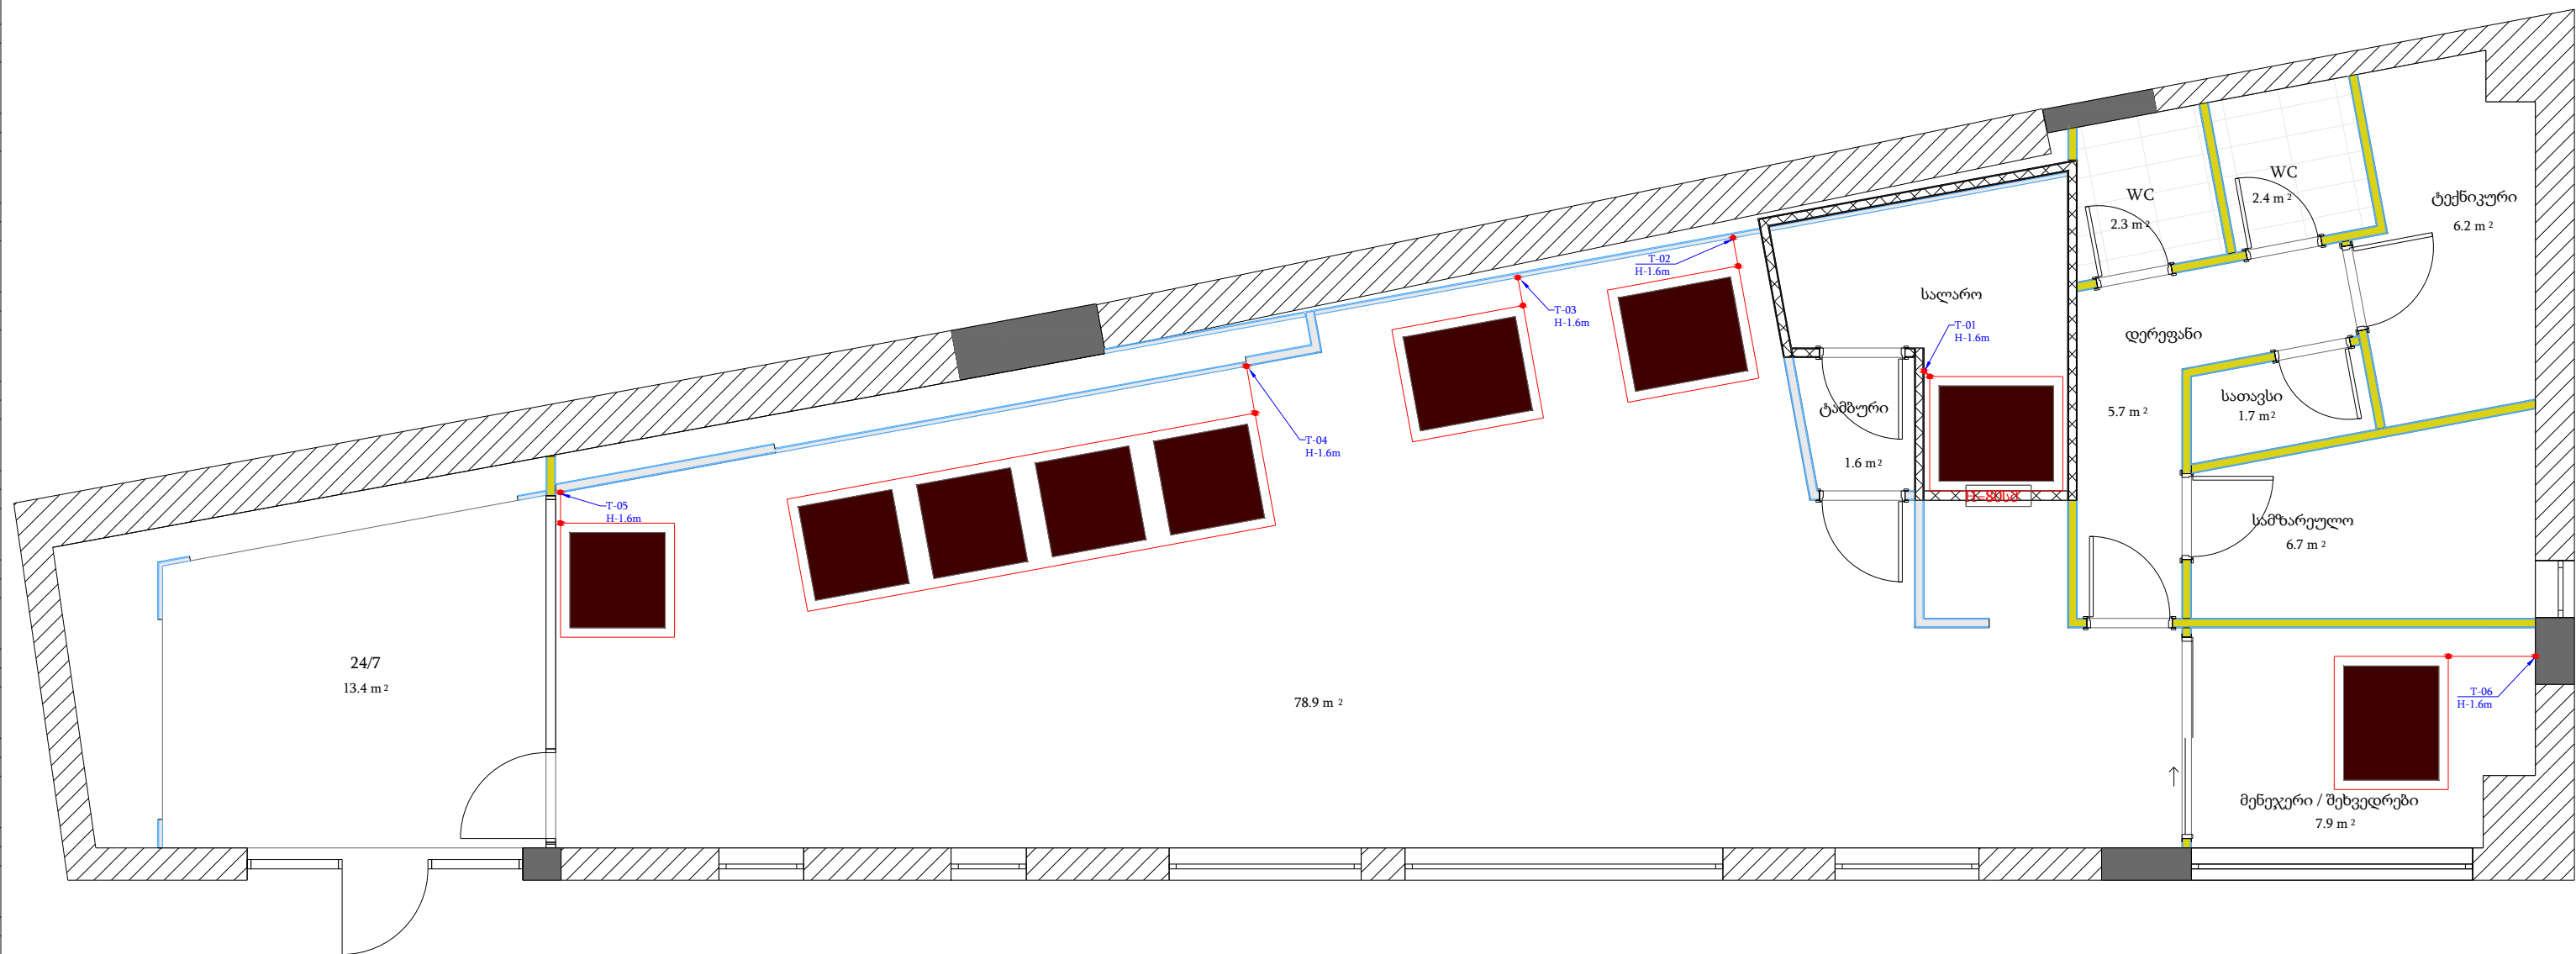 WC
2.3 m²
WC
2.4 m²
ტექნიკური
6.2 m²
T-02
H-1.6m
T-03
H-1.6m
სალარო
T-01
H-1.6m
დერეფანი
5.7 m²
სათავსი
1.7 m²
ტამბური
1.6 m²
T-04
H-1.6m
T-05
H-1.6m
სამზარეულო
6.7 m²
24/7
13.4 m²
78.9 m²
T-06
H-1.6m
მენეჯერი / შეხვედრები
7.9 m²